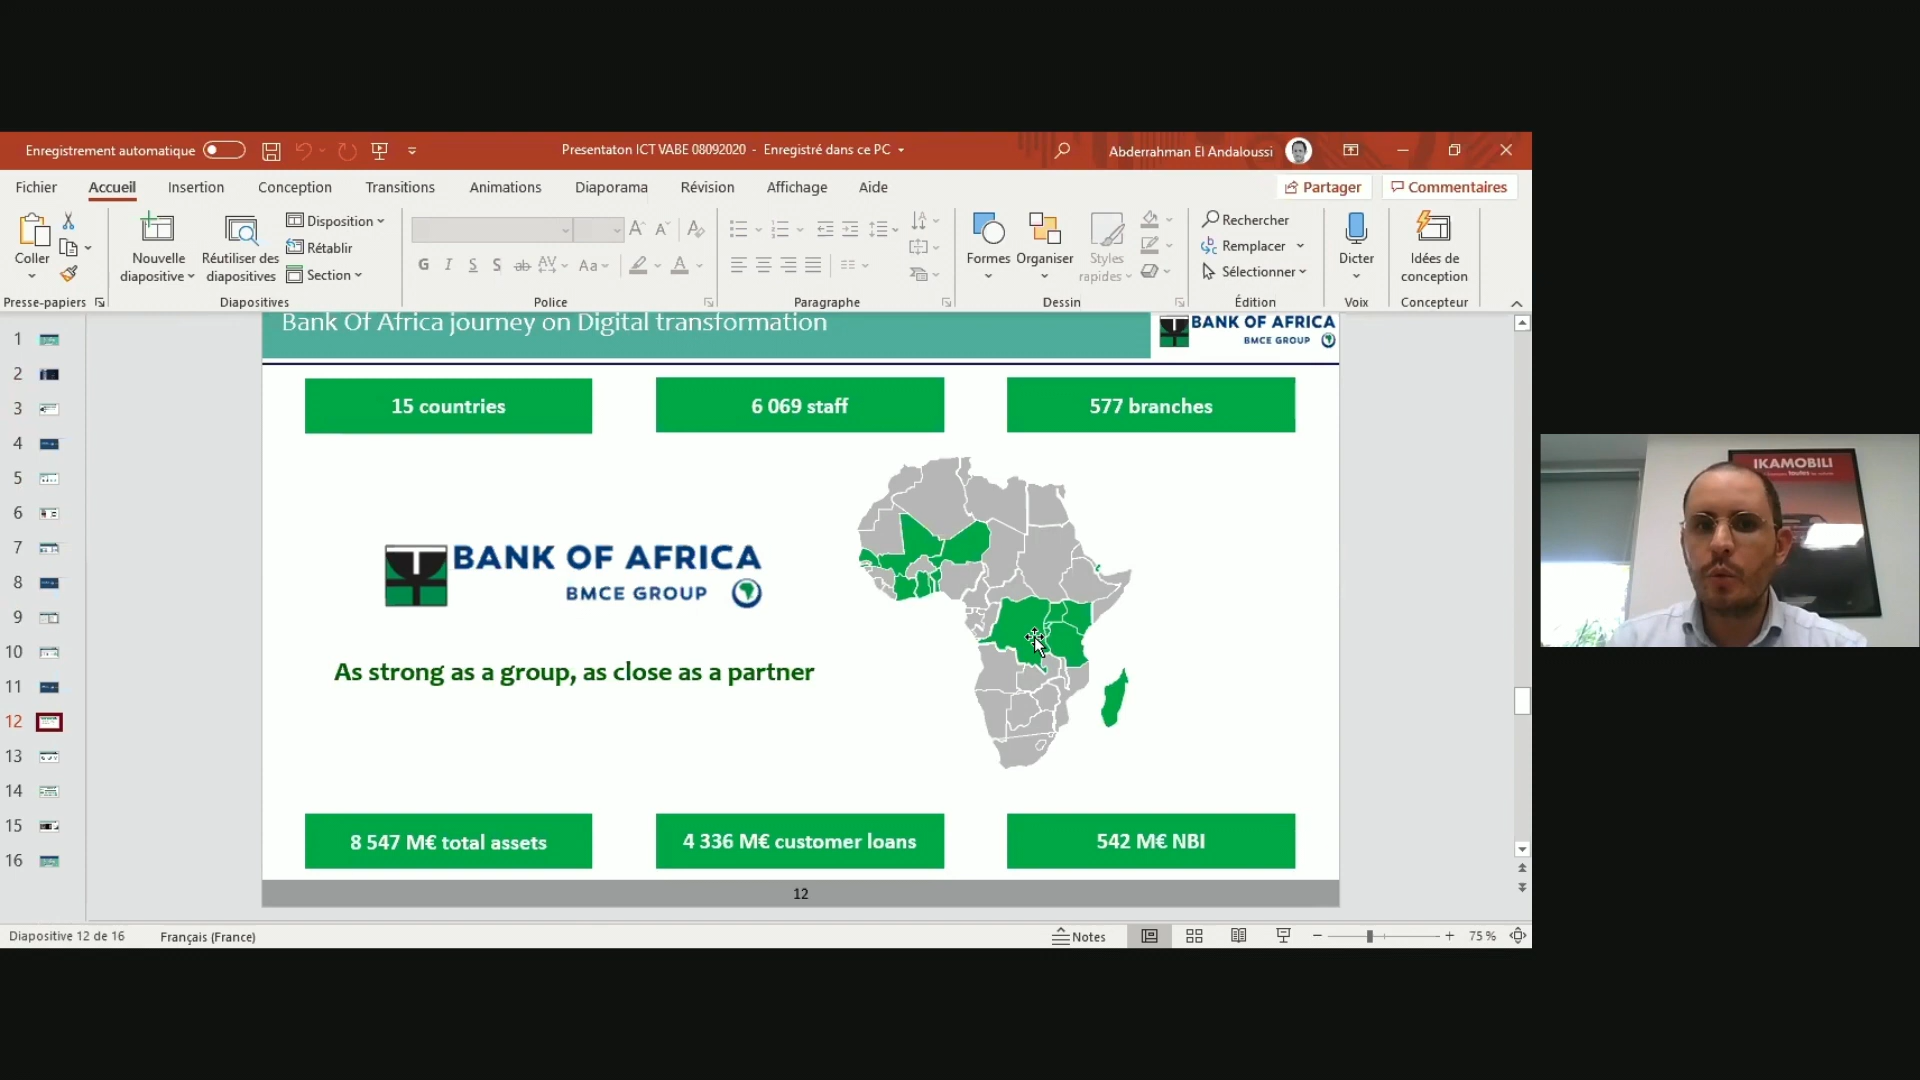 Enregistrement automatique
Presentaton ICT VABE 08092020 - Enregistré dans ce PC
Abderrahman El Andaloussi
Fichier Accueil Insertion Conception Transitions Animations Diaporama Révision Affichage Aide
Partager Commentaires
Coller
Nouvelle diapositive
Réutiliser des diapositives
Disposition
Rétablir
Section
G I S S ab AV Aa A
Formes Organiser Styles rapides
Rechercher
Remplacer
Sélectionner
Dicter
Idées de conception
Presse-papiers Diapositives Police Paragraphe Dessin Édition Voix Concepteur
1
2
3
4
5
6
7
8
9
10
11
12
13
14
15
16
Bank Of Africa journey on Digital transformation
BANK OF AFRICA
BMCE GROUP
15 countries
6 069 staff
577 branches
BANK OF AFRICA
BMCE GROUP
As strong as a group, as close as a partner
8 547 M€ total assets
4 336 M€ customer loans
542 M€ NBI
12
IKAMOBILI
Diapositive 12 de 16 Français (France) Notes 75 %